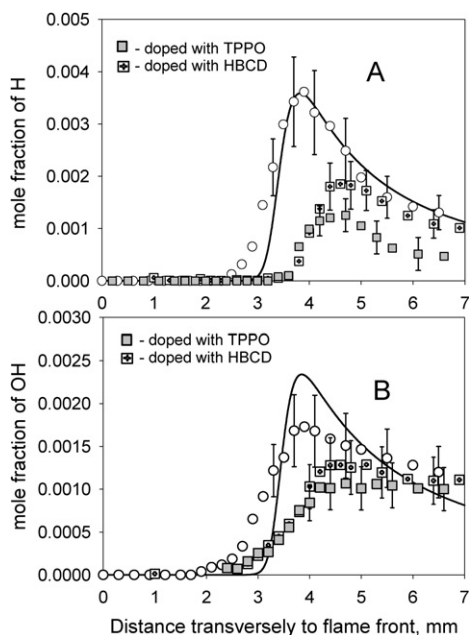 0.005
- doped with TPPO
- doped with HBCD
A
0.004
0.003
0.002
0.001
0.000
mole fraction of H
0 1 2 3 4 5 6 7
0.0030
- doped with TPPO
- doped with HBCD
B
0.0025
0.0020
0.0015
0.0010
0.0005
0.0000
mole fraction of OH
0 1 2 3 4 5 6 7
Distance transversely to flame front, mm